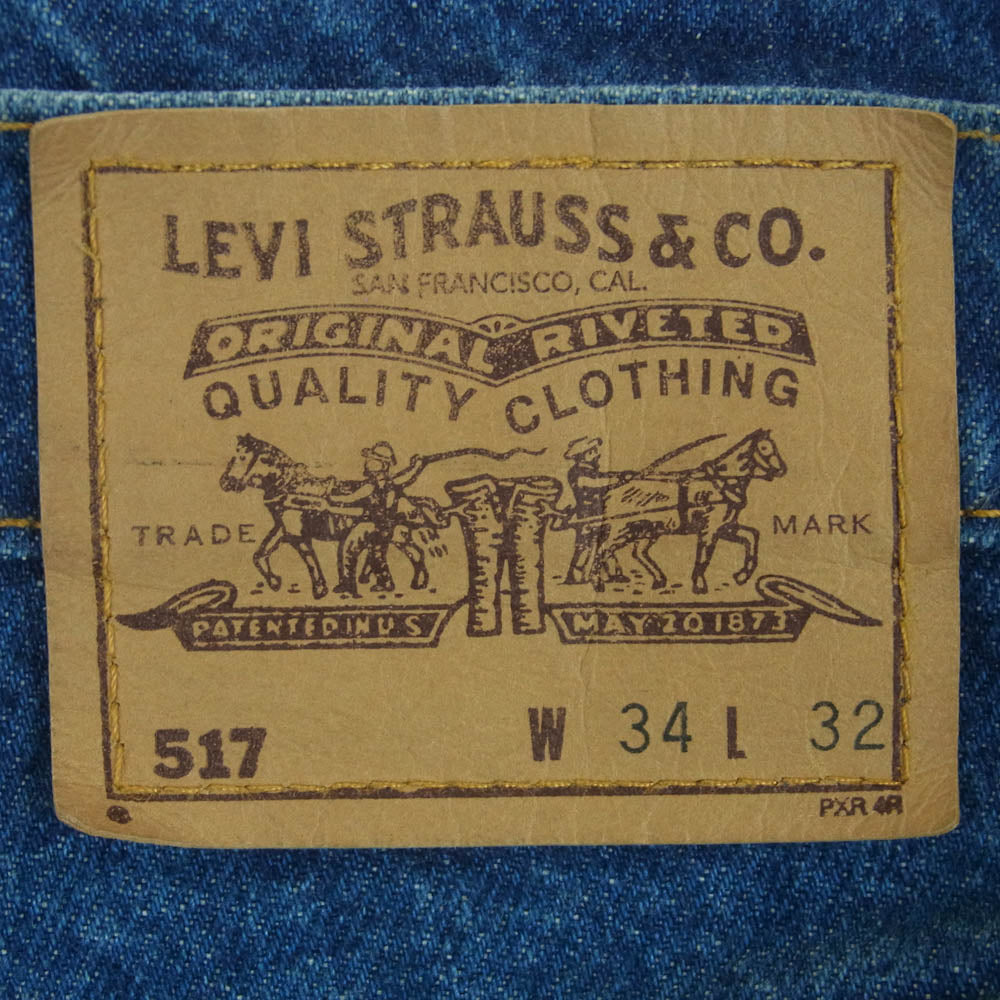 LEVI STRAUSS & CO.
SAN FRANCISCO, CAL.
ORIGINAL RIVETED
QUALITY CLOTHING
TRADE MARK
PATENTED IN U S MAY 20 1873
517 W 34 L 32
PXR 4R